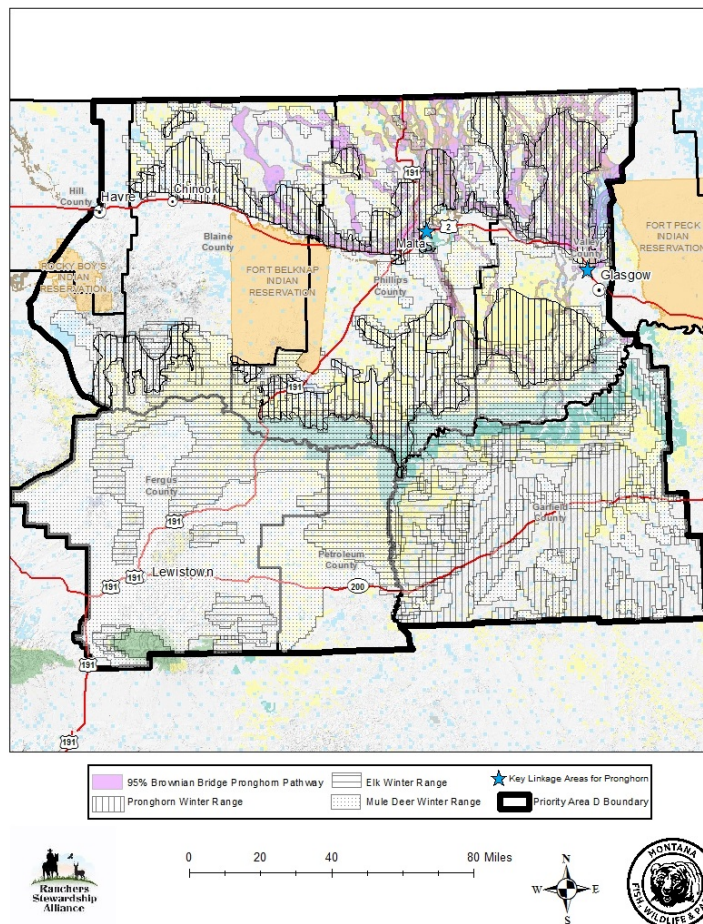 191
Hill
County
Havre
Chinook
2
Malta
Blaine
County
Valley
County
FORT PECK
INDIAN
RESERVATION
Glasgow
ROCKY BOY'S
INDIAN
RESERVATION
FORT BELKNAP
INDIAN
RESERVATION
Phillips
County
191
Fergus
County
Garfield
County
191
Petroleum
County
Lewistown
191
191
200
191
191
95% Brownian Bridge Pronghorn Pathway
Elk Winter Range
Key Linkage Areas for Pronghorn
Pronghorn Winter Range
Mule Deer Winter Range
Priority Area D Boundary
Ranchers
Stewardship
Alliance
0 20 40 80 Miles
N
W E
S
MONTANA
FISH, WILDLIFE & PA